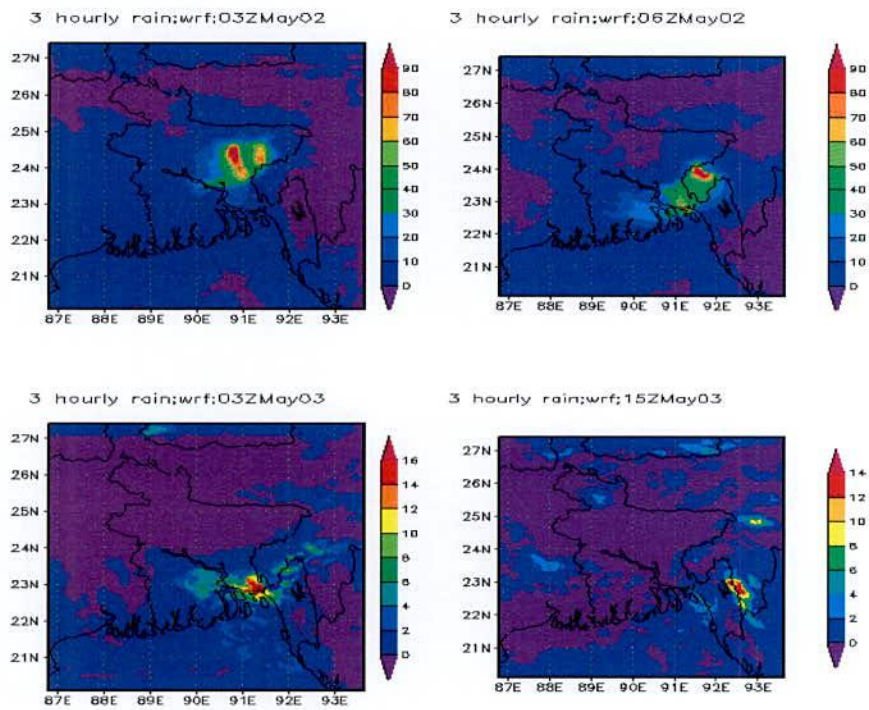 3 hourly rain;wrf;03ZMay02
27N
26N
25N
24N
23N
22N
21N
87E 88E 89E 90E 91E 92E 93E
90
80
70
60
50
40
30
20
10
0
3 hourly rain;wrf;06ZMay02
27N
26N
25N
24N
23N
22N
21N
87E 88E 89E 90E 91E 92E 93E
90
80
70
60
50
40
30
20
10
0
3 hourly rain;wrf;03ZMay03
27N
26N
25N
24N
23N
22N
21N
87E 88E 89E 90E 91E 92E 93E
16
14
12
10
8
6
4
2
0
3 hourly rain;wrf;15ZMay03
27N
26N
25N
24N
23N
22N
21N
87E 88E 89E 90E 91E 92E 93E
14
12
10
8
6
4
2
0